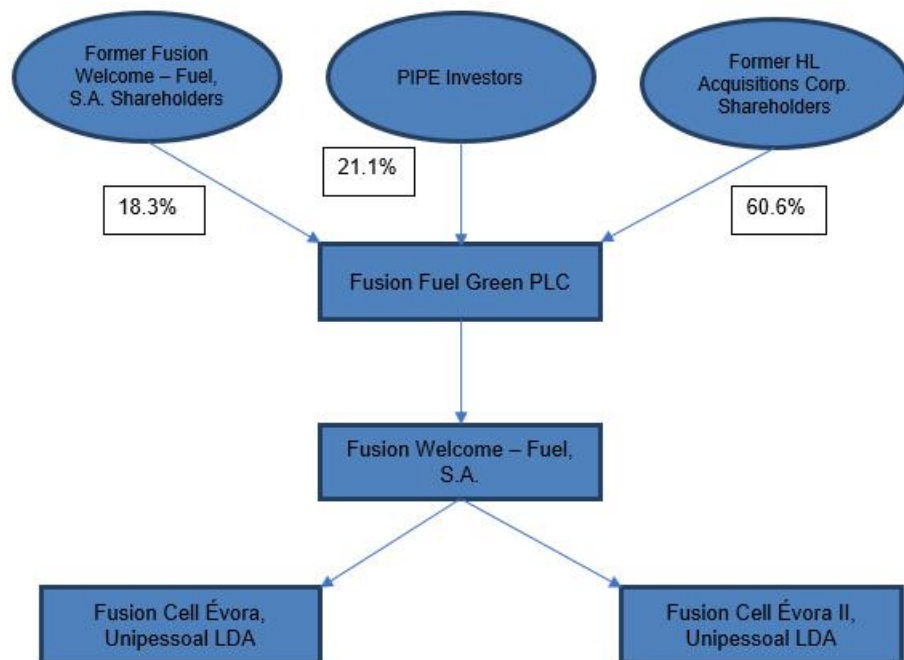 Former Fusion
Welcome – Fuel,
S.A. Shareholders
PIPE Investors
Former HL
Acquisitions Corp.
Shareholders
18.3%
21.1%
60.6%
Fusion Fuel Green PLC
Fusion Welcome – Fuel,
S.A.
Fusion Cell Évora,
Unipessoal LDA
Fusion Cell Évora II,
Unipessoal LDA